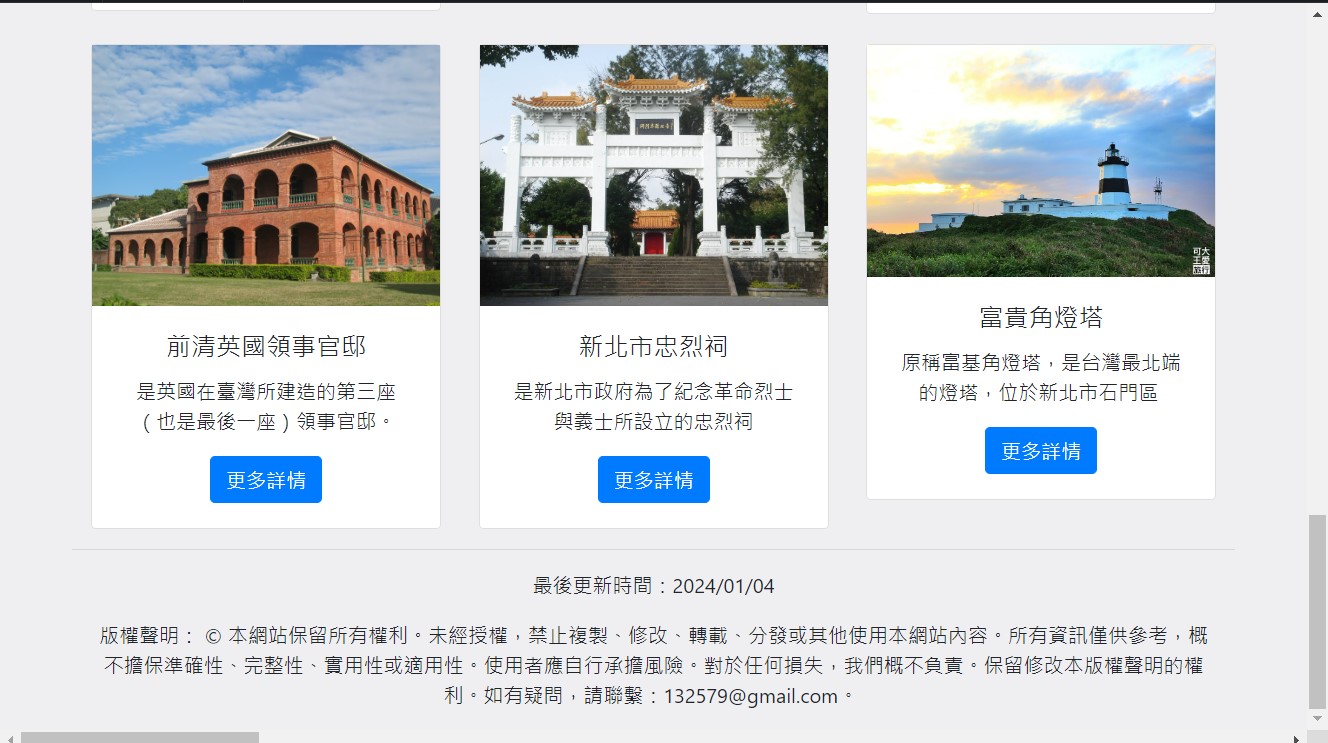 前清英國領事官邸
是英國在臺灣所建造的第三座
（也是最後一座）領事官邸。
更多詳情
新北市忠烈祠
是新北市政府為了紀念革命烈士
與義士所設立的忠烈祠
更多詳情
可大
王愛
旅行
富貴角燈塔
原稱富基角燈塔，是台灣最北端
的燈塔，位於新北市石門區
更多詳情
最後更新時間：2024/01/04
版權聲明： © 本網站保留所有權利。未經授權，禁止複製、修改、轉載、分發或其他使用本網站內容。所有資訊僅供參考，概
不擔保準確性、完整性、實用性或適用性。使用者應自行承擔風險。對於任何損失，我們概不負責。保留修改本版權聲明的權
利。如有疑問，請聯繫：132579@gmail.com。